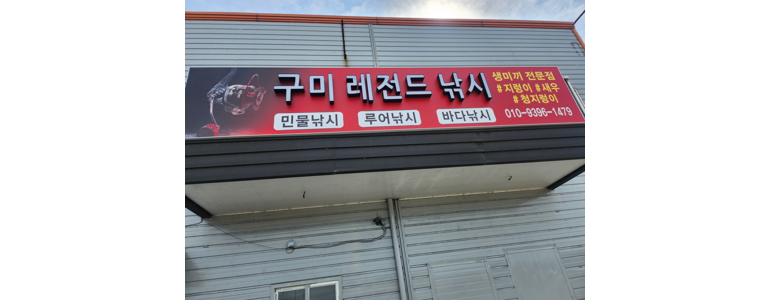 구미 레전드 낚시
민물낚시 루어낚시 바다낚시
생미끼 전문점
#지렁이 #새우
#청지렁이
010-9396-1479